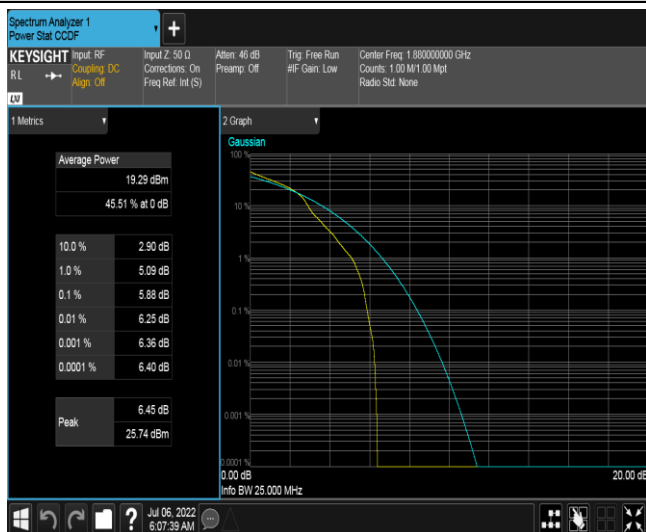 Spectrum Analyzer 1
Power Stat CCDF
+
KEYSIGHT
RL
Input: RF
Coupling: DC
Align: Off
Input Z: 50 Ω
Corrections: On
Freq Ref: Int (S)
Atten: 46 dB
Preamp: Off
Trig: Free Run
#IF Gain: Low
Center Freq: 1.880000000 GHz
Counts: 1.00 M/1.00 Mpt
Radio Std: None
1 Metrics
Average Power
19.29 dBm
45.51 % at 0 dB
10.0 % 2.90 dB
1.0 % 5.09 dB
0.1 % 5.88 dB
0.01 % 6.25 dB
0.001 % 6.36 dB
0.0001 % 6.40 dB
Peak
6.45 dB
25.74 dBm
2 Graph
Gaussian
100 %
10 %
1 %
0.1 %
0.01 %
0.001 %
0.0001 %
0.00 dB 20.00 dB
Info BW 25.000 MHz
?
Jul 06, 2022
6:07:39 AM